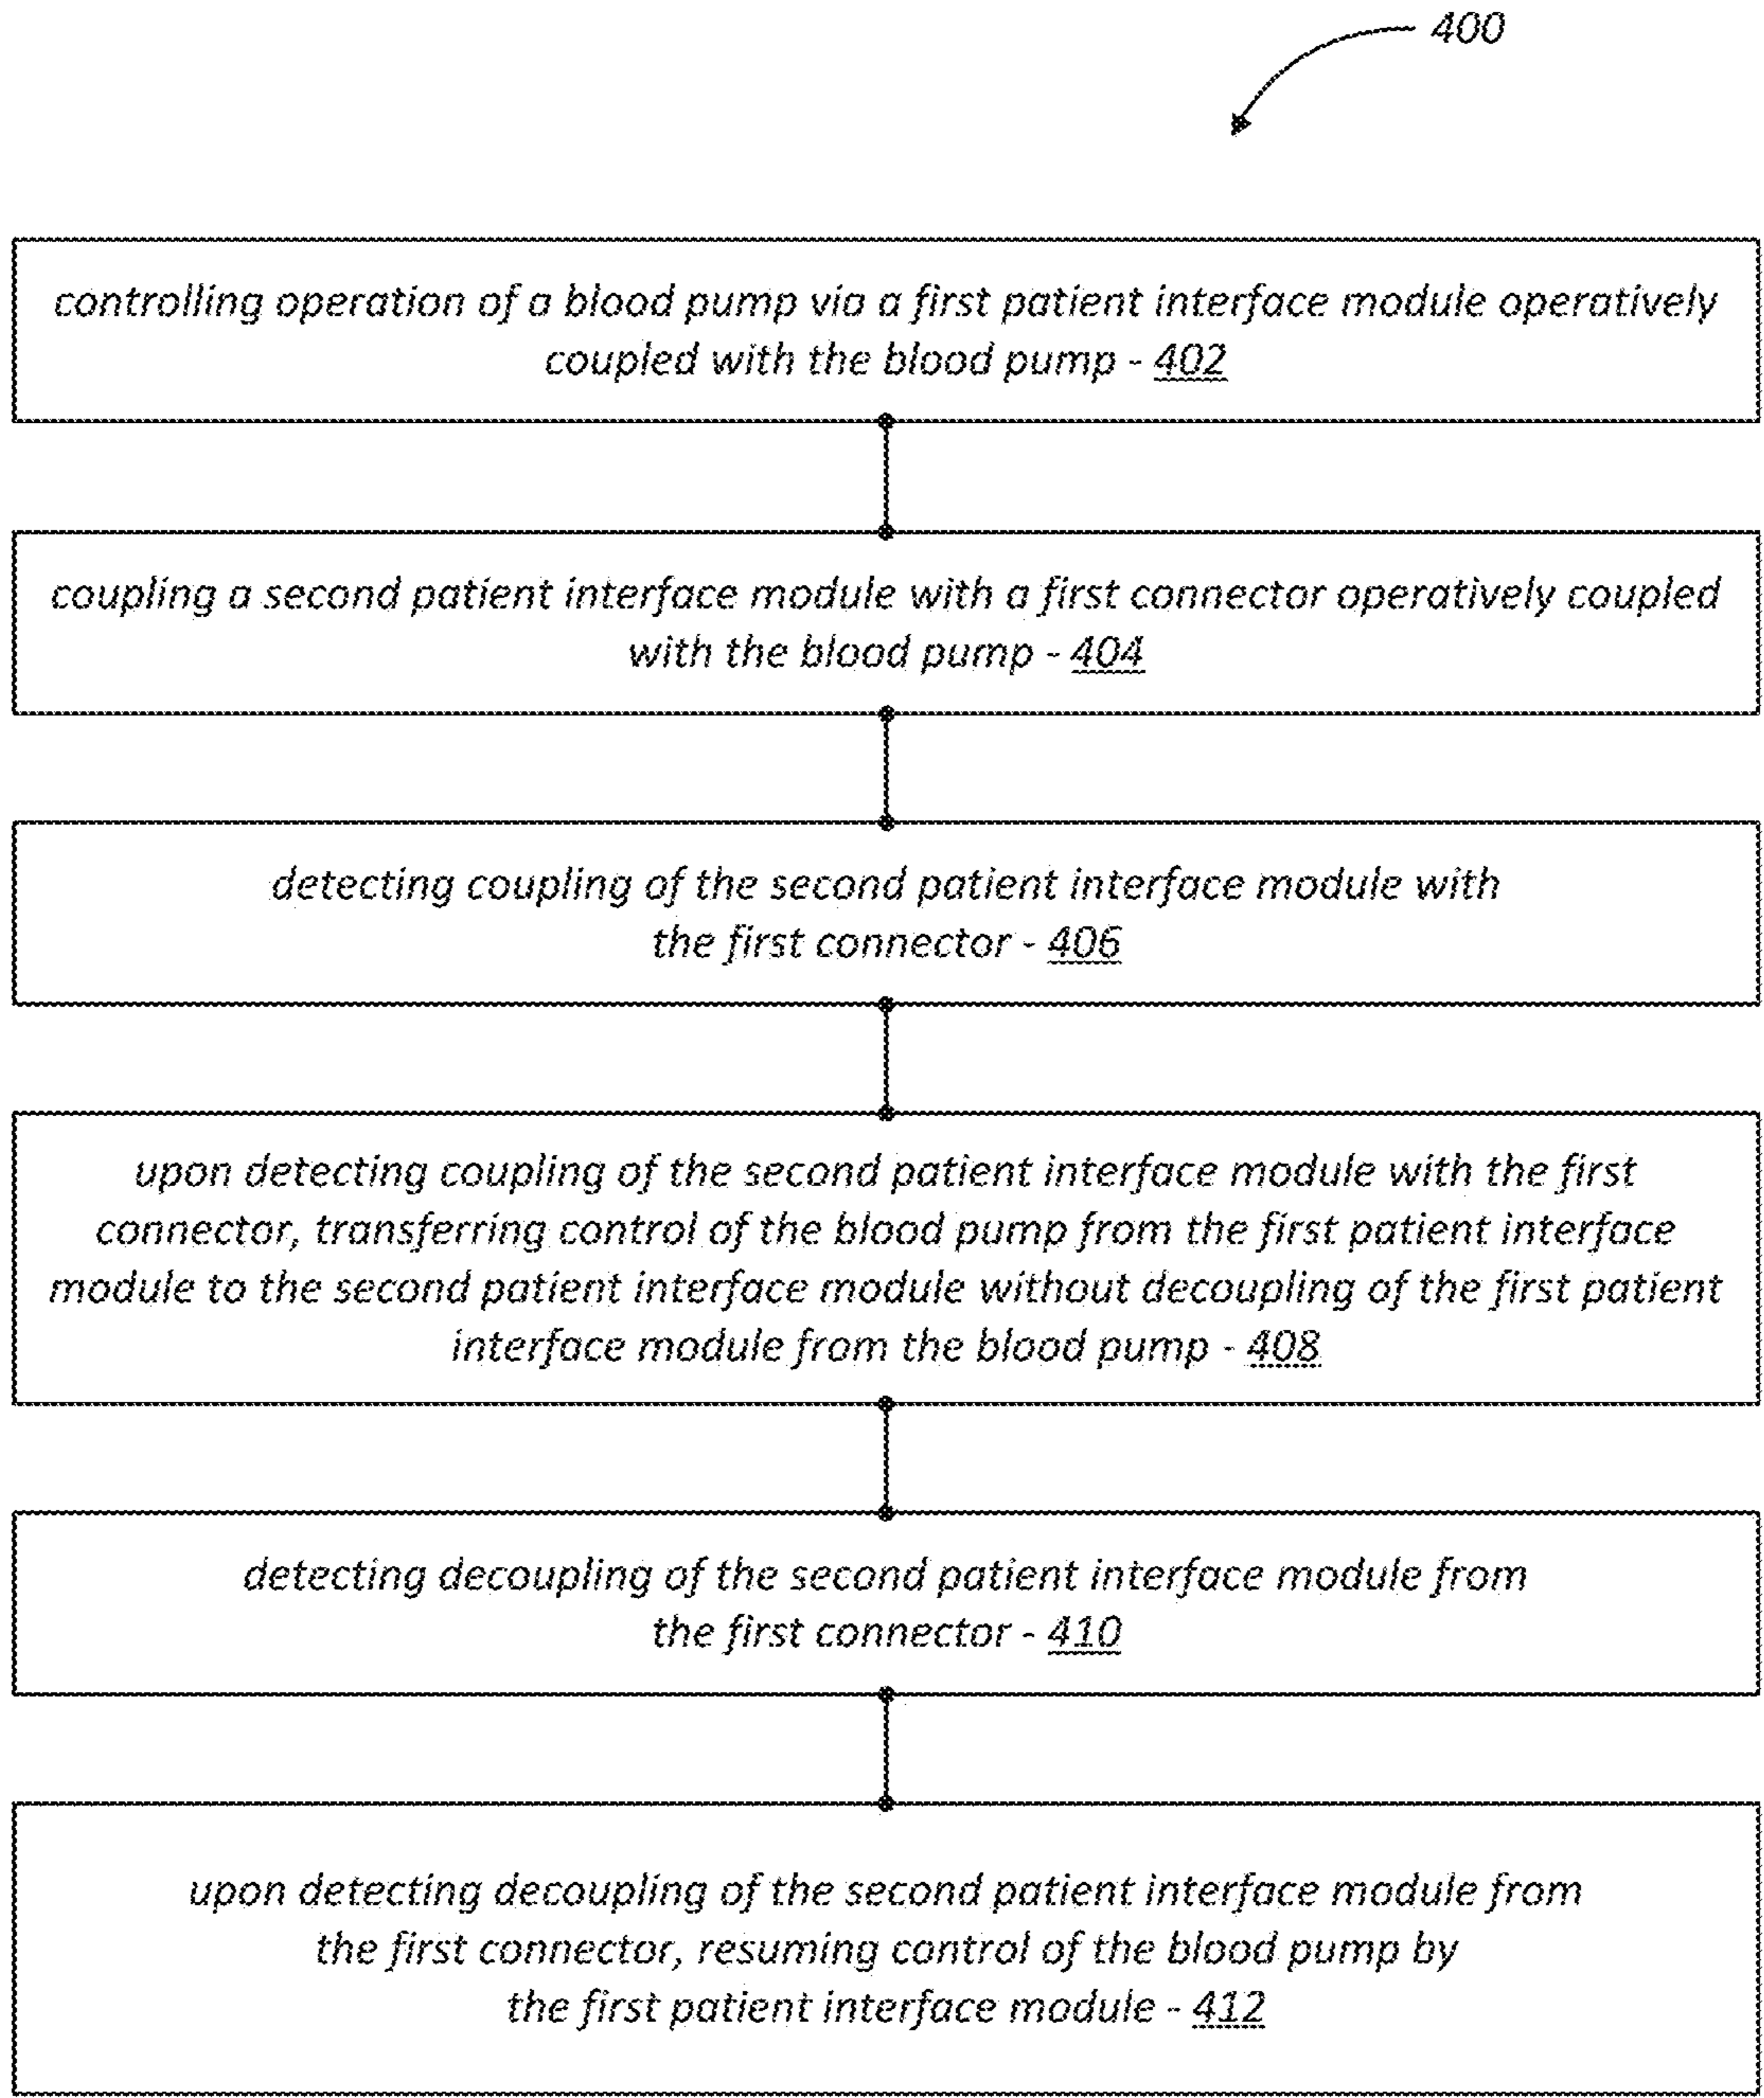 400
controlling operation of a blood pump via a first patient interface module operatively
coupled with the blood pump - 402
coupling a second patient interface module with a first connector operatively coupled
with the blood pump - 404
detecting coupling of the second patient interface module with
the first connector - 406
upon detecting coupling of the second patient interface module with the first
connector, transferring control of the blood pump from the first patient interface
module to the second patient interface module without decoupling of the first patient
interface module from the blood pump - 408
detecting decoupling of the second patient interface module from
the first connector - 410
upon detecting decoupling of the second patient interface module from
the first connector, resuming control of the blood pump by
the first patient interface module - 412